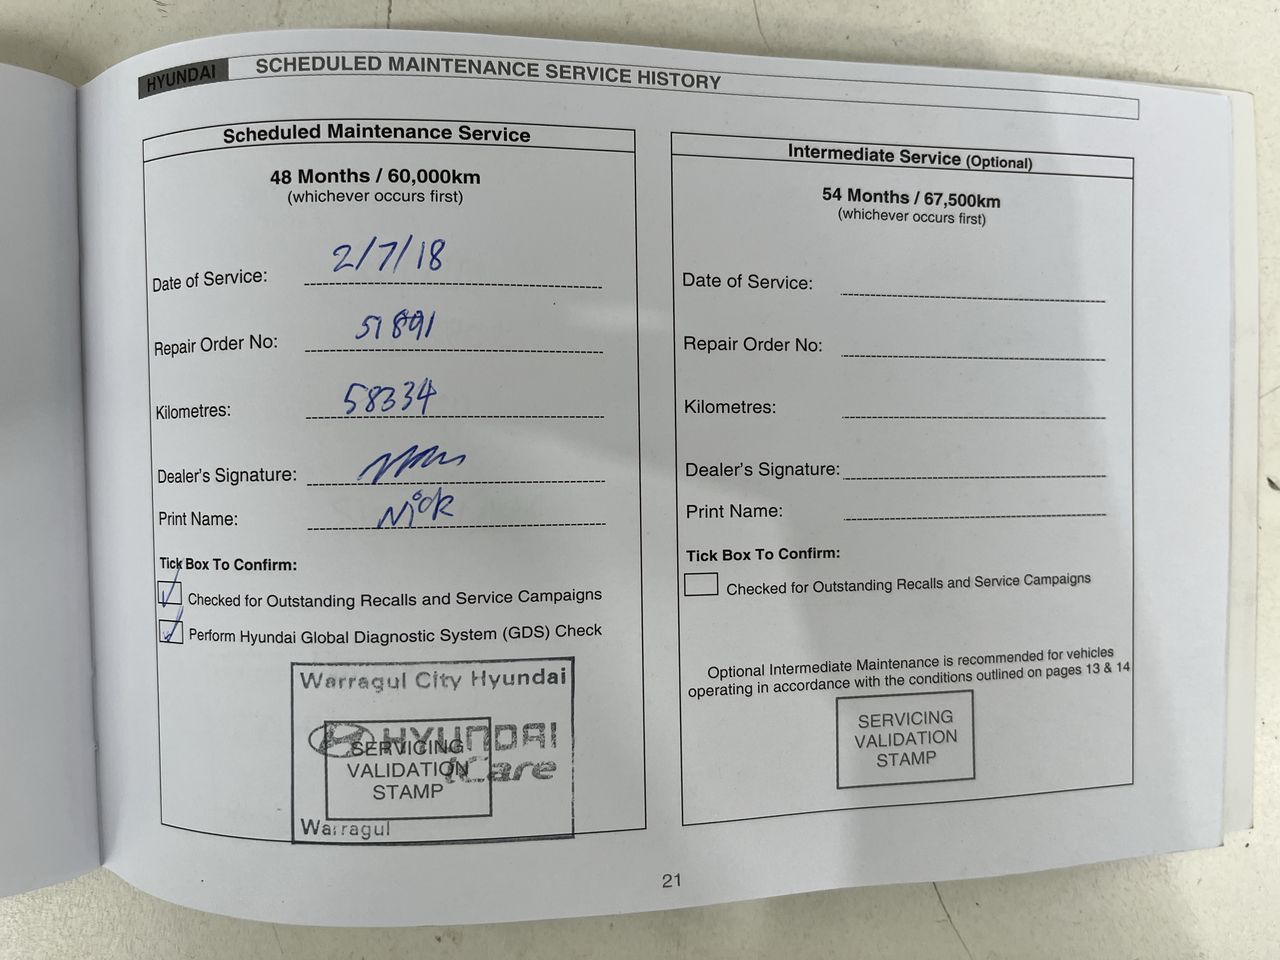 HYUNDAI SCHEDULED MAINTENANCE SERVICE HISTORY
Scheduled Maintenance Service
48 Months / 60,000km
(whichever occurs first)
Date of Service: 2/7/18
Repair Order No: 51891
Kilometres: 58334
Dealer's Signature:
Print Name: Nick
Tick Box To Confirm:
Checked for Outstanding Recalls and Service Campaigns
Perform Hyundai Global Diagnostic System (GDS) Check
Warragul City Hyundai
HYUNDAI
iCare
SERVICING
VALIDATION
STAMP
Warragul
Intermediate Service (Optional)
54 Months / 67,500km
(whichever occurs first)
Date of Service:
Repair Order No:
Kilometres:
Dealer's Signature:
Print Name:
Tick Box To Confirm:
Checked for Outstanding Recalls and Service Campaigns
Optional Intermediate Maintenance is recommended for vehicles
operating in accordance with the conditions outlined on pages 13 & 14
SERVICING
VALIDATION
STAMP
21